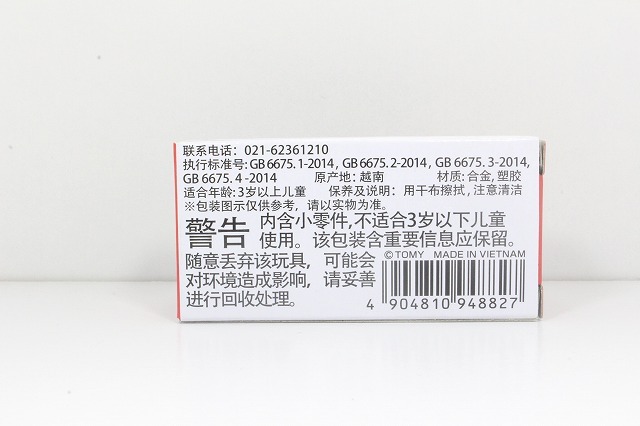 联系电话：021-62361210
执行标准号: GB 6675.1-2014, GB 6675.2-2014, GB 6675.3-2014,
GB 6675.4-2014 原产地: 越南 材质: 合金, 塑胶
适合年龄: 3岁以上儿童 保养及说明：用干布擦拭, 注意清洁
※包装图示仅供参考，请以实物为准。
警告 内含小零件, 不适合3岁以下儿童
使用。该包装含重要信息应保留。
随意丢弃该玩具，可能会
对环境造成影响，请妥善
进行回收处理。
©TOMY MADE IN VIETNAM
4 904810 948827